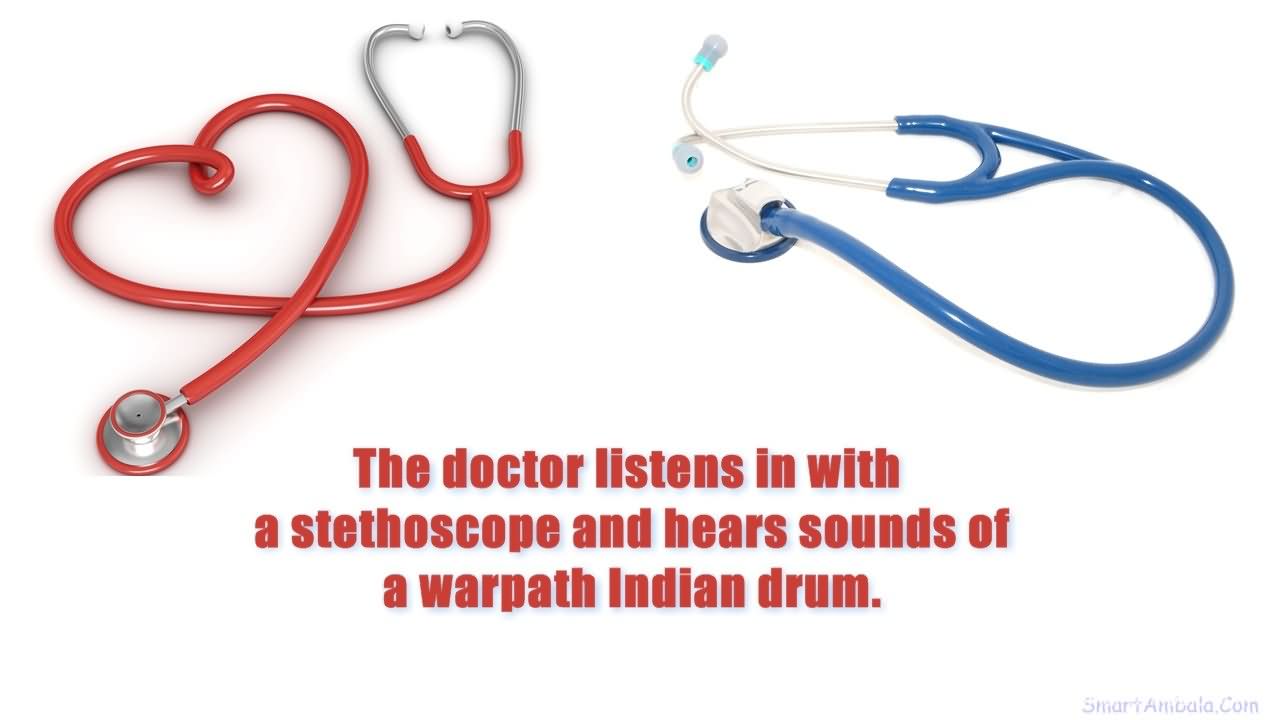 The doctor listens in with
a stethoscope and hears sounds of
a warpath Indian drum.
SmartAmbala.Com